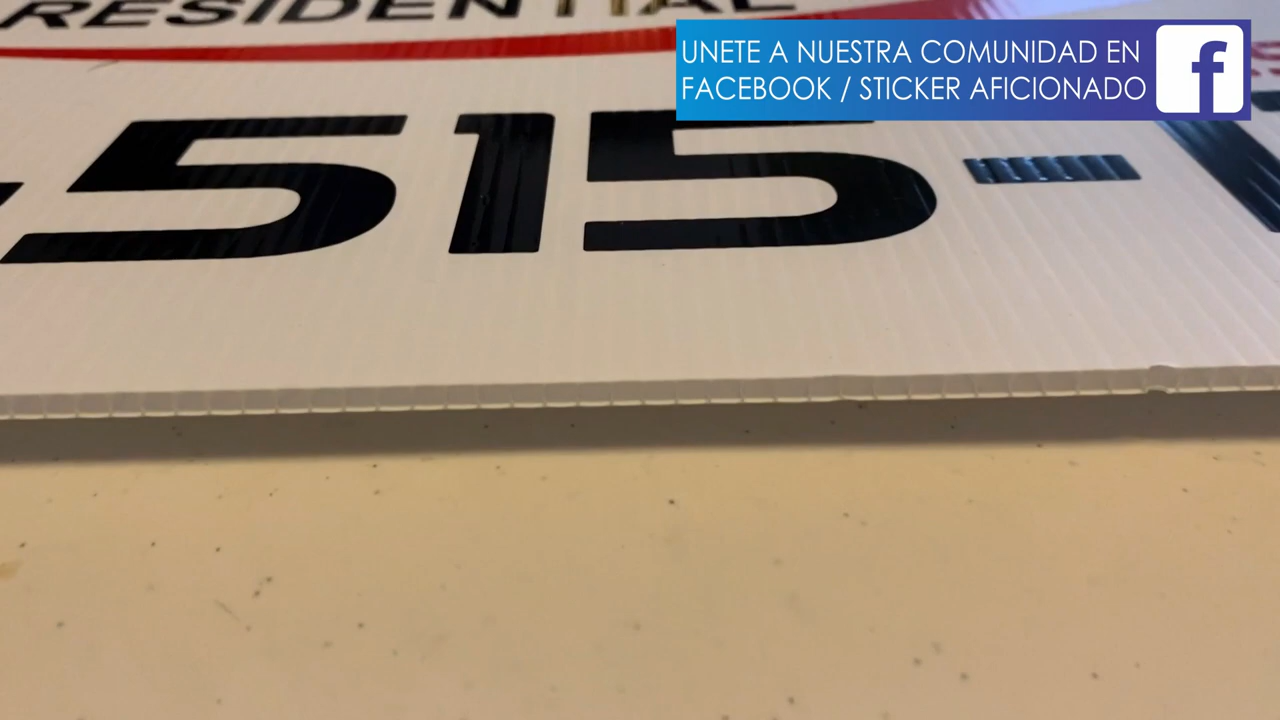 RESIDENTIAL
UNETE A NUESTRA COMUNIDAD EN
FACEBOOK / STICKER AFICIONADO
f
515-